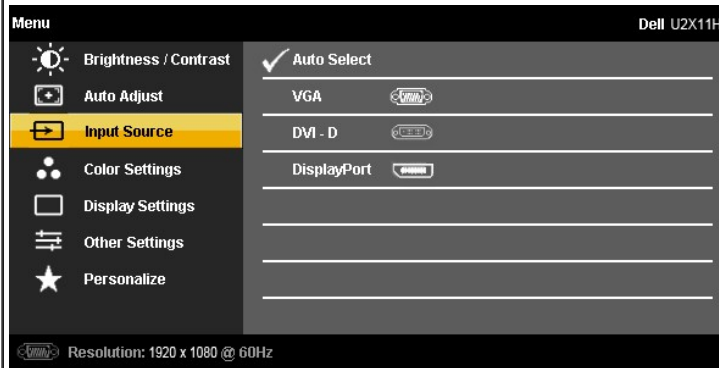 Menu
Dell U2X11H
Brightness / Contrast
Auto Adjust
Input Source
Color Settings
Display Settings
Other Settings
Personalize
Auto Select
VGA
DVI - D
DisplayPort
Resolution: 1920 x 1080 @ 60Hz